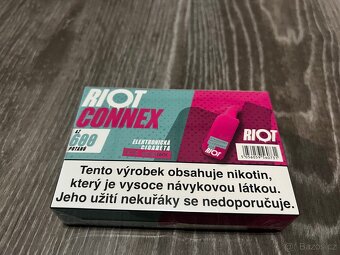 RIOT
CONNEX
AŽ
600
POTAHŮ
ELEKTRONICKÁ
CIGARETA
RIOT
Tento výrobek obsahuje nikotin,
který je vysoce návykovou látkou.
Jeho užití nekuřáky se nedoporučuje.